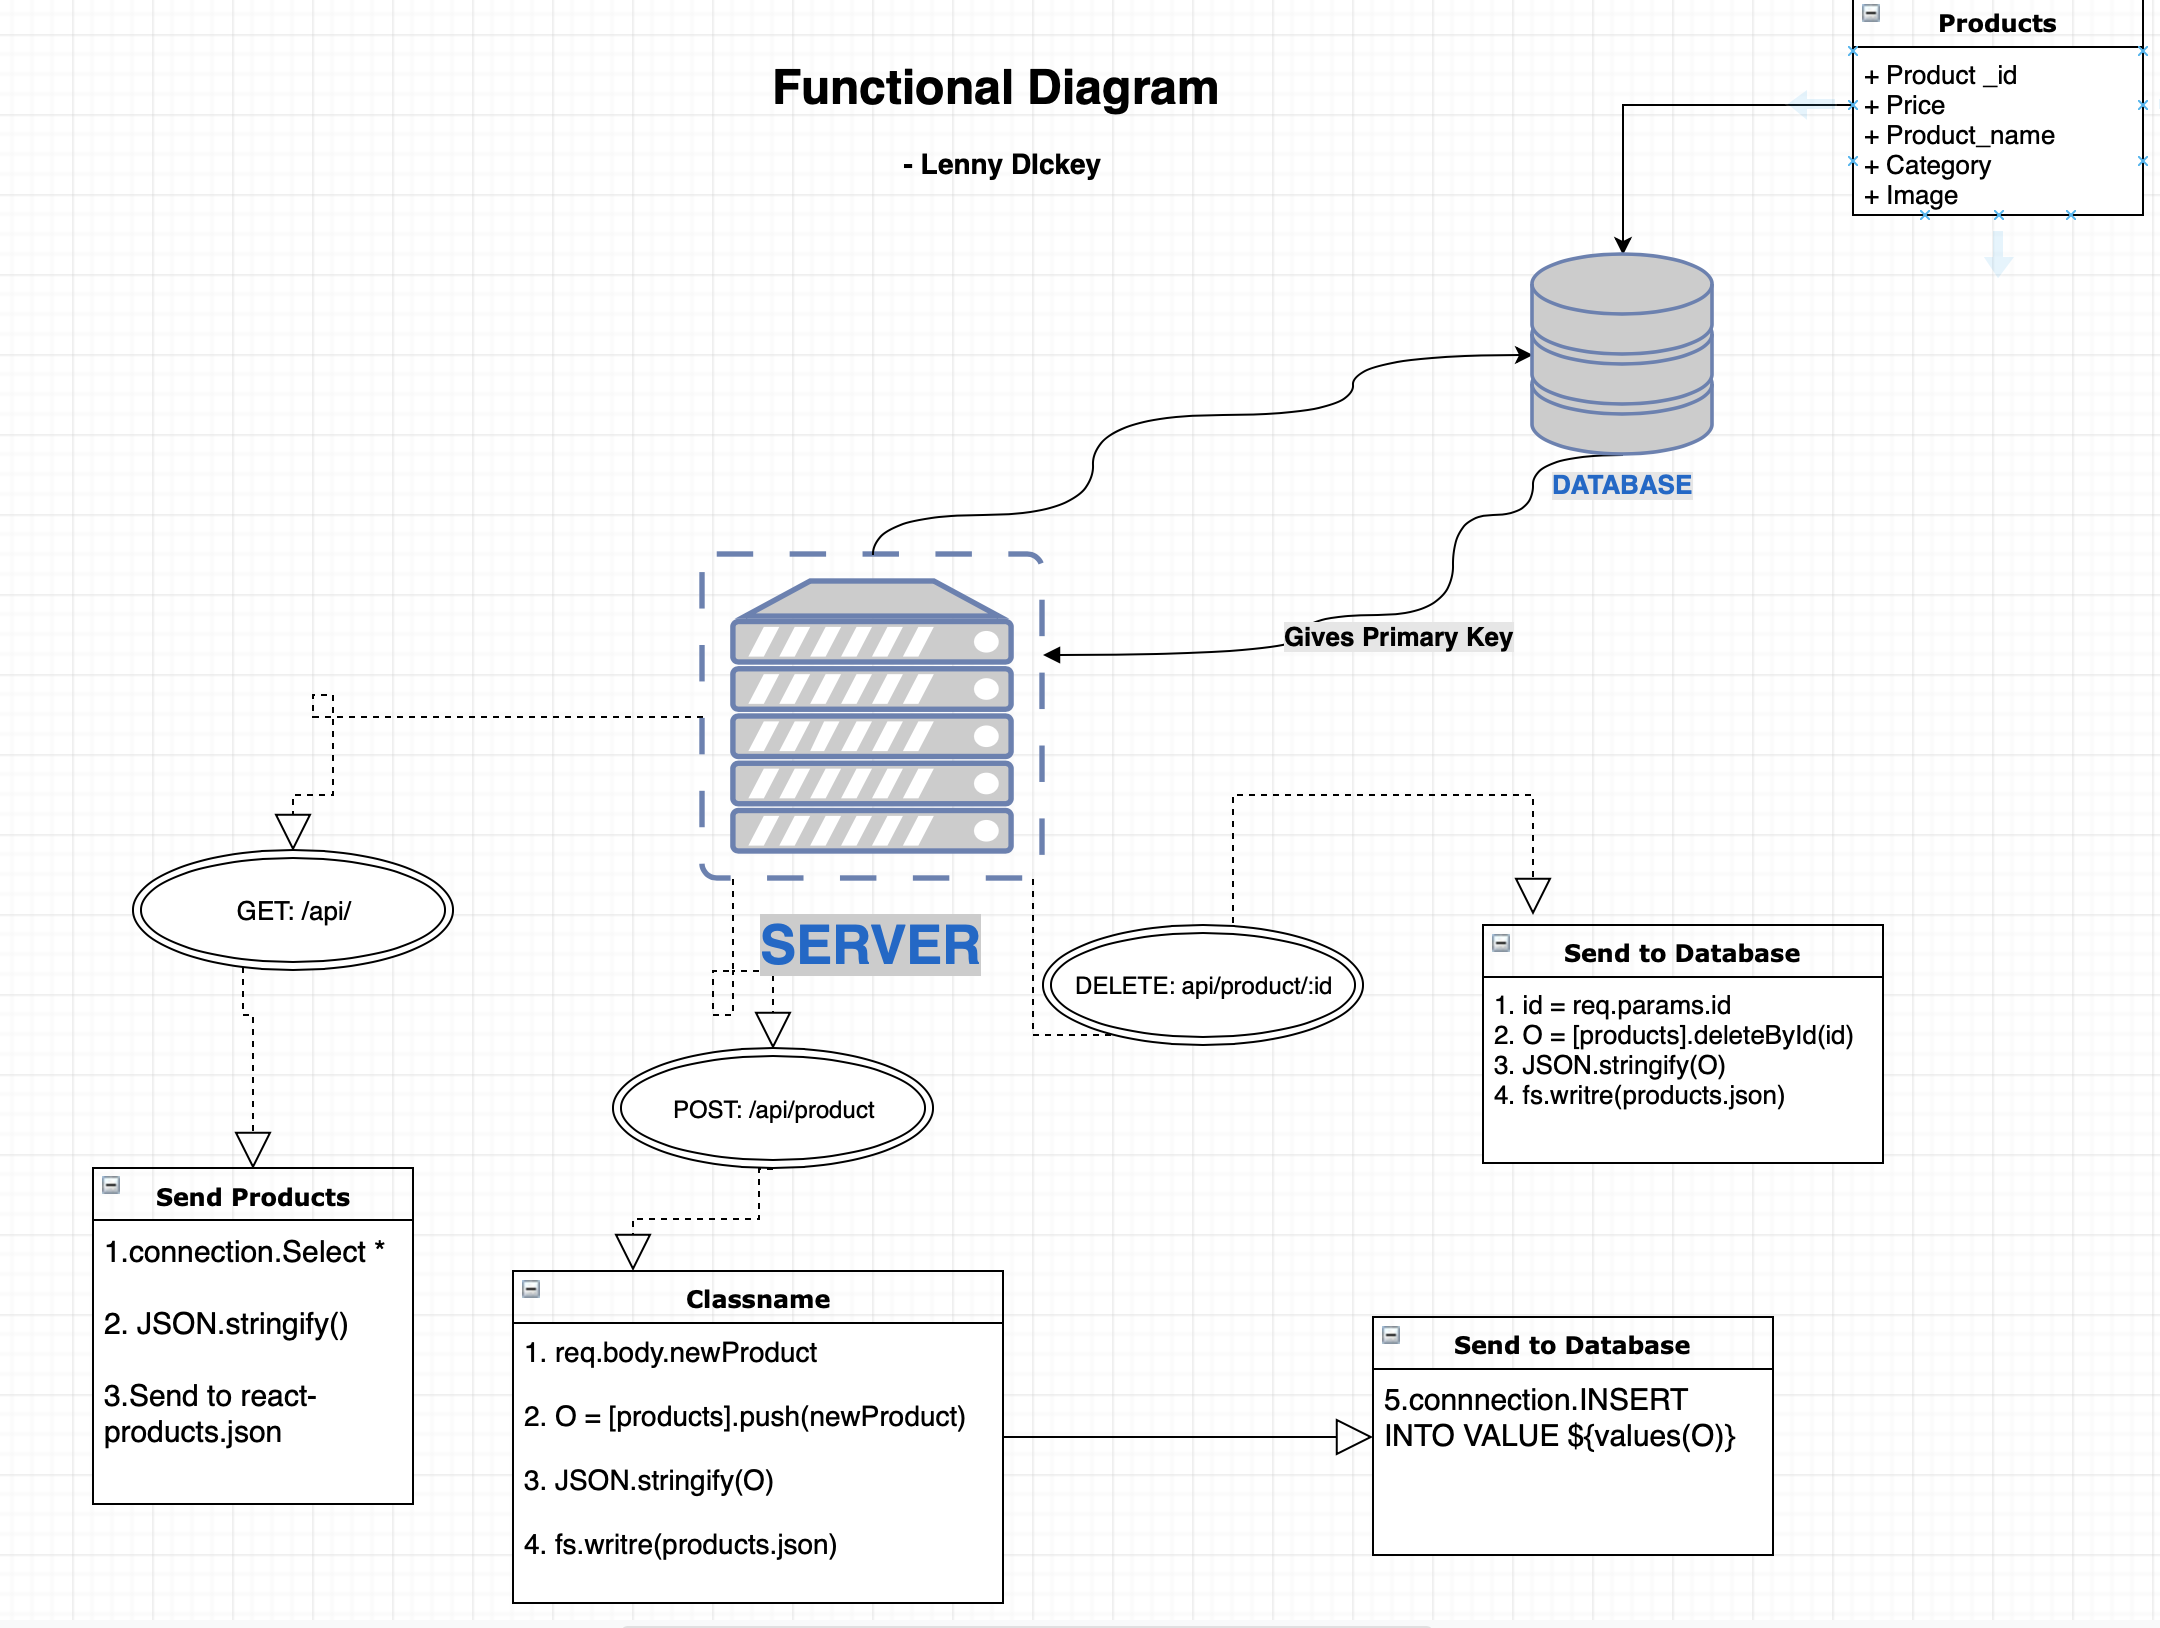 Products
+ Product _id
+ Price
+ Product_name
+ Category
+ Image
Functional Diagram
- Lenny DIckey
DATABASE
Gives Primary Key
SERVER
GET: /api/
DELETE: api/product/:id
POST: /api/product
Send to Database
1. id = req.params.id
2. O = [products].deleteById(id)
3. JSON.stringify(O)
4. fs.writre(products.json)
Send Products
1.connection.Select *
2. JSON.stringify()
3.Send to react-
products.json
Classname
1. req.body.newProduct
2. O = [products].push(newProduct)
3. JSON.stringify(O)
4. fs.writre(products.json)
Send to Database
5.connnection.INSERT
INTO VALUE ${values(O)}